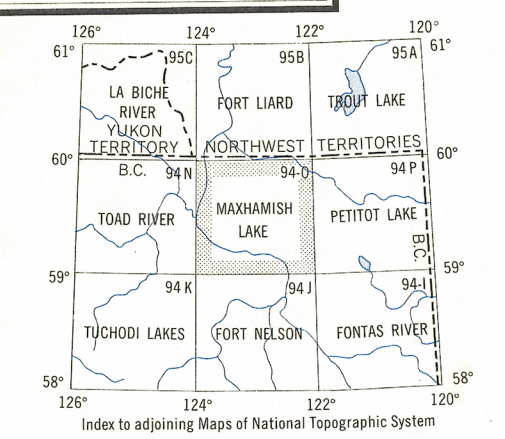 126° 124° 122° 120°
61° 95C 95B 95A 61°
LA BICHE
RIVER
FORT LIARD
TROUT LAKE
YUKON
TERRITORY
NORTHWEST TERRITORIES
60° 60°
B.C. 94 N 94-O 94 P
MAXHAMISH
LAKE
TOAD RIVER
PETITOT LAKE
B.C.
59° 59°
94 K 94 J 94-I
TUCHODI LAKES
FORT NELSON
FONTAS RIVER
58° 58°
126° 124° 122° 120°
Index to adjoining Maps of National Topographic System